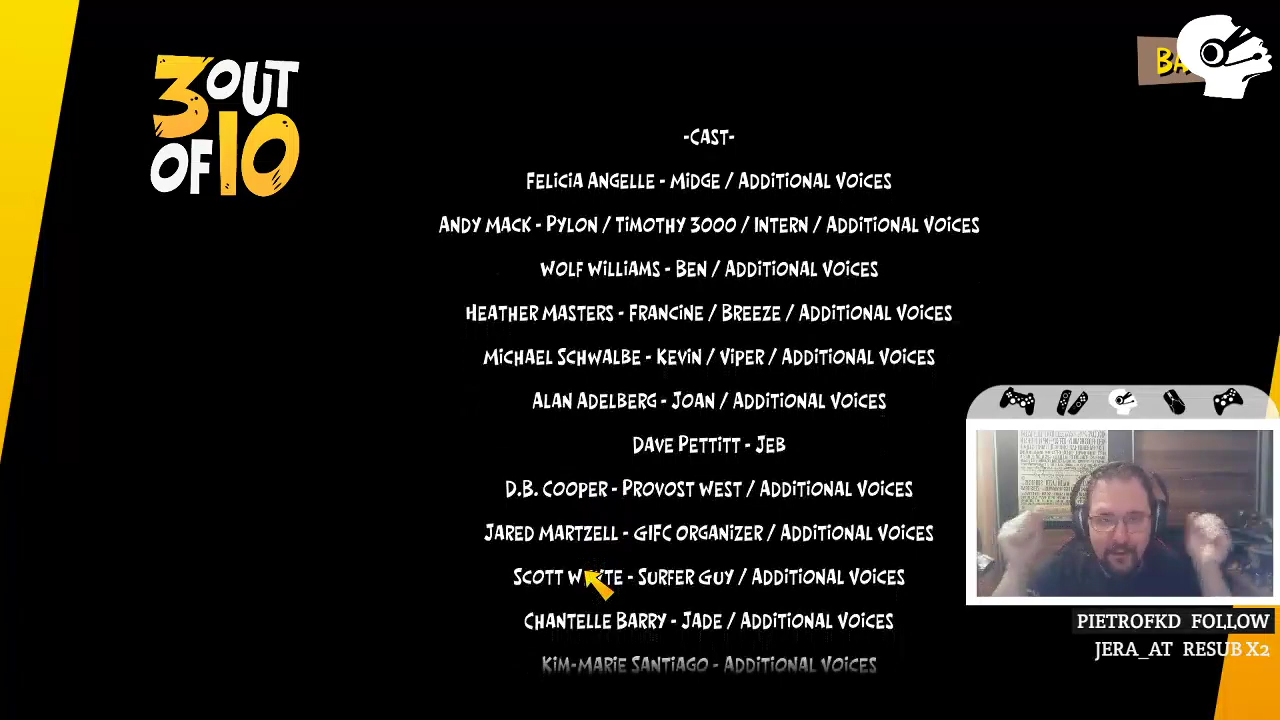 3 OUT
OF 10
-CAST-
FELICIA ANGELLE - MIDGE / ADDITIONAL VOICES
ANDY MACK - PYLON / TIMOTHY 3000 / INTERN / ADDITIONAL VOICES
WOLF WILLIAMS - BEN / ADDITIONAL VOICES
HEATHER MASTERS - FRANCINE / BREEZE / ADDITIONAL VOICES
MICHAEL SCHWALBE - KEVIN / VIPER / ADDITIONAL VOICES
ALAN ADELBERG - JOAN / ADDITIONAL VOICES
DAVE PETTITT - JEB
D.B. COOPER - PROVOST WEST / ADDITIONAL VOICES
JARED MARTZELL - GIFC ORGANIZER / ADDITIONAL VOICES
SCOTT WHYTE - SURFER GUY / ADDITIONAL VOICES
CHANTELLE BARRY - JADE / ADDITIONAL VOICES
KIM-MARIE SANTIAGO - ADDITIONAL VOICES
PIETROFKD FOLLOW
JERA_AT RESUB X2